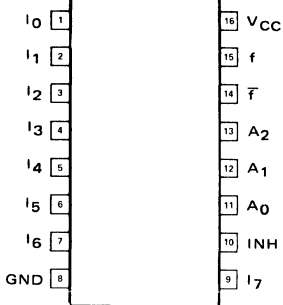 I0 1 16 VCC
I1 2 15 f
I2 3 14 f̅
I3 4 13 A2
I4 5 12 A1
I5 6 11 A0
I6 7 10 INH
GND 8 9 I7